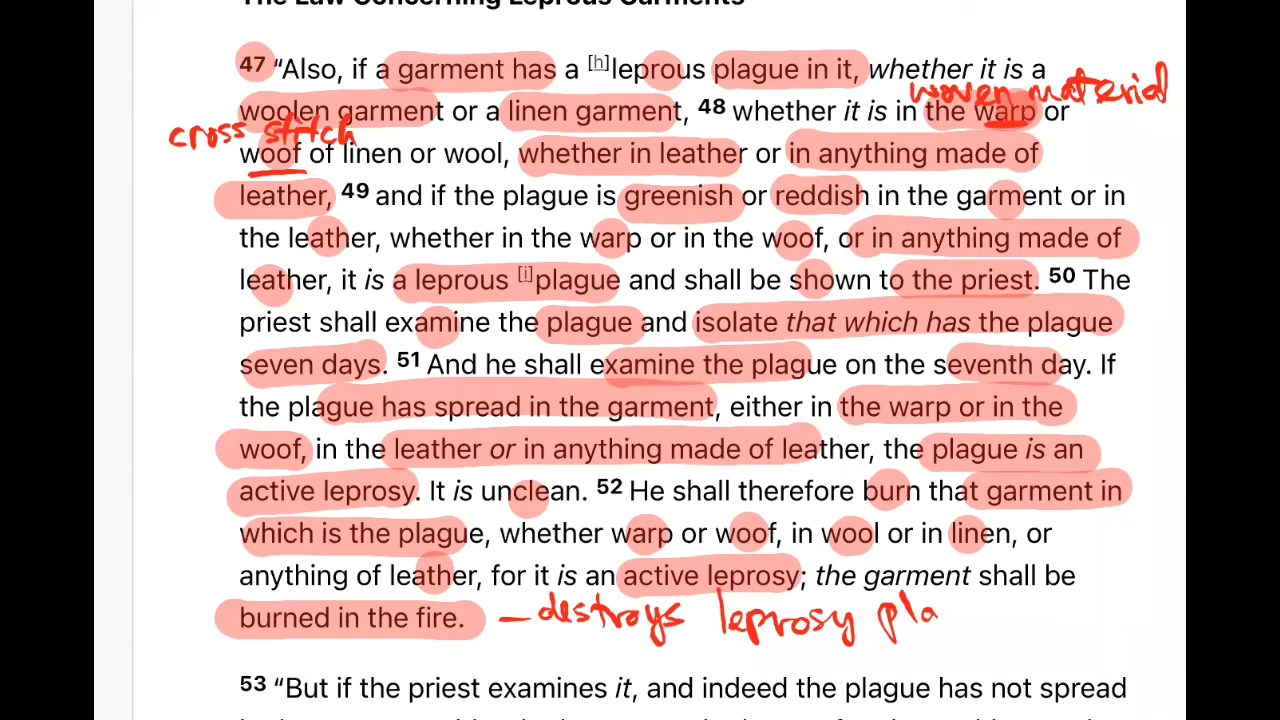 The Law Concerning Leprous Garments
47 “Also, if a garment has a [h]leprous plague in it, whether it is a
woven material
woolen garment or a linen garment, 48 whether it is in the warp or
cross stitch
woof of linen or wool, whether in leather or in anything made of
leather, 49 and if the plague is greenish or reddish in the garment or in
the leather, whether in the warp or in the woof, or in anything made of
leather, it is a leprous [i]plague and shall be shown to the priest. 50 The
priest shall examine the plague and isolate that which has the plague
seven days. 51 And he shall examine the plague on the seventh day. If
the plague has spread in the garment, either in the warp or in the
woof, in the leather or in anything made of leather, the plague is an
active leprosy. It is unclean. 52 He shall therefore burn that garment in
which is the plague, whether warp or woof, in wool or in linen, or
anything of leather, for it is an active leprosy; the garment shall be
burned in the fire. – destroys leprosy pla
53 “But if the priest examines it, and indeed the plague has not spread